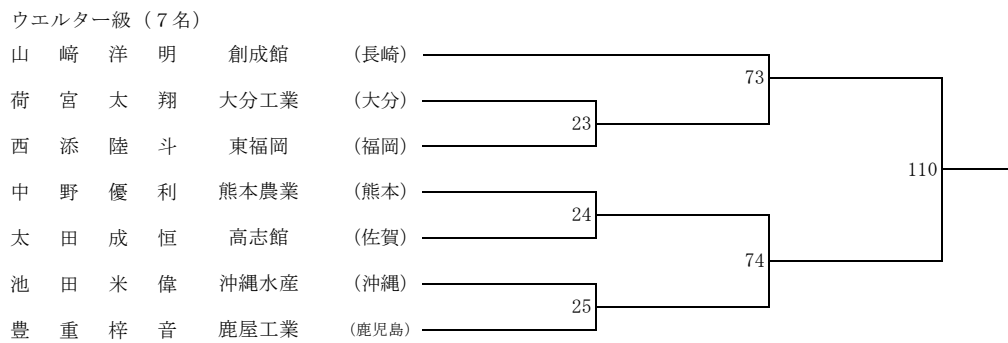 ウエルター級（７名）
山 﨑 洋 明 創成館 (長崎)
73
荷 宮 太 翔 大分工業 (大分)
23
西 添 陸 斗 東福岡 (福岡)
110
中 野 優 利 熊本農業 (熊本)
24
太 田 成 恒 高志館 (佐賀)
74
池 田 米 偉 沖縄水産 (沖縄)
25
豊 重 梓 音 鹿屋工業 (鹿児島)